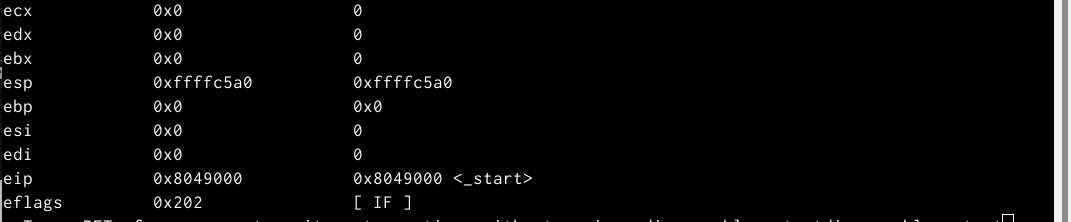 ecx 0x0 0
edx 0x0 0
ebx 0x0 0
esp 0xffffc5a0 0xffffc5a0
ebp 0x0 0x0
esi 0x0 0
edi 0x0 0
eip 0x8049000 0x8049000 <_start>
eflags 0x202 [ IF ]